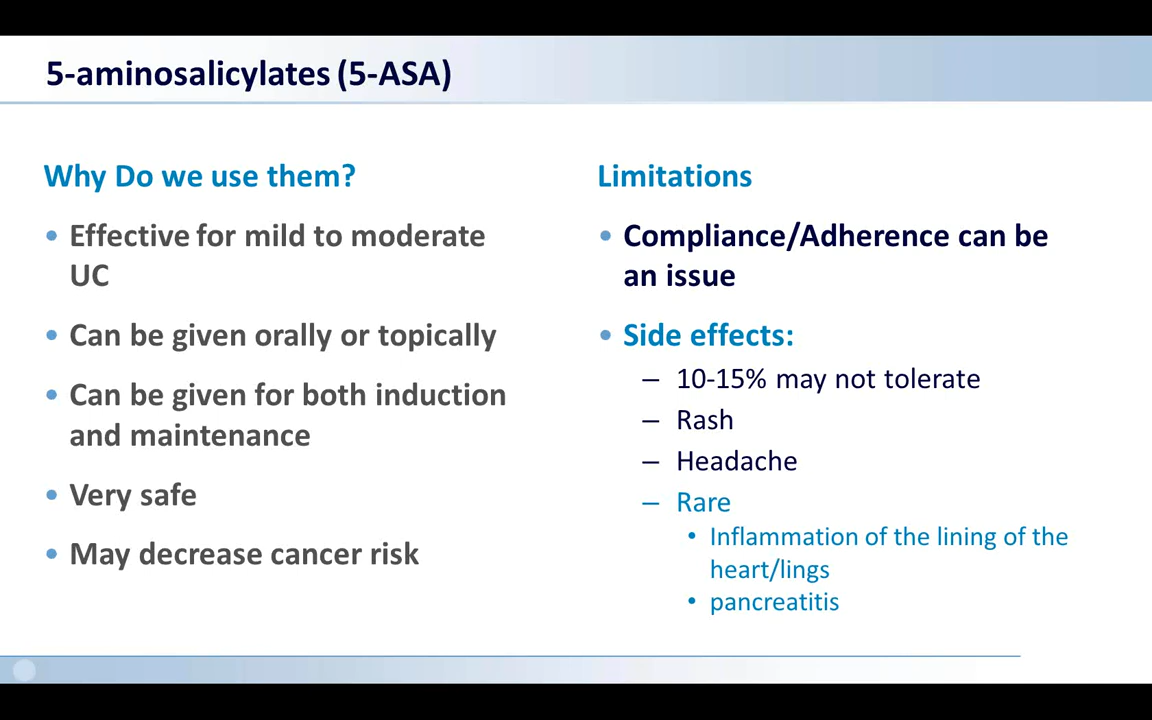 5-aminosalicylates (5-ASA)
Why Do we use them?
• Effective for mild to moderate
UC
• Can be given orally or topically
• Can be given for both induction
and maintenance
• Very safe
• May decrease cancer risk
Limitations
• Compliance/Adherence can be
an issue
• Side effects:
– 10-15% may not tolerate
– Rash
– Headache
– Rare
• Inflammation of the lining of the
heart/lings
• pancreatitis